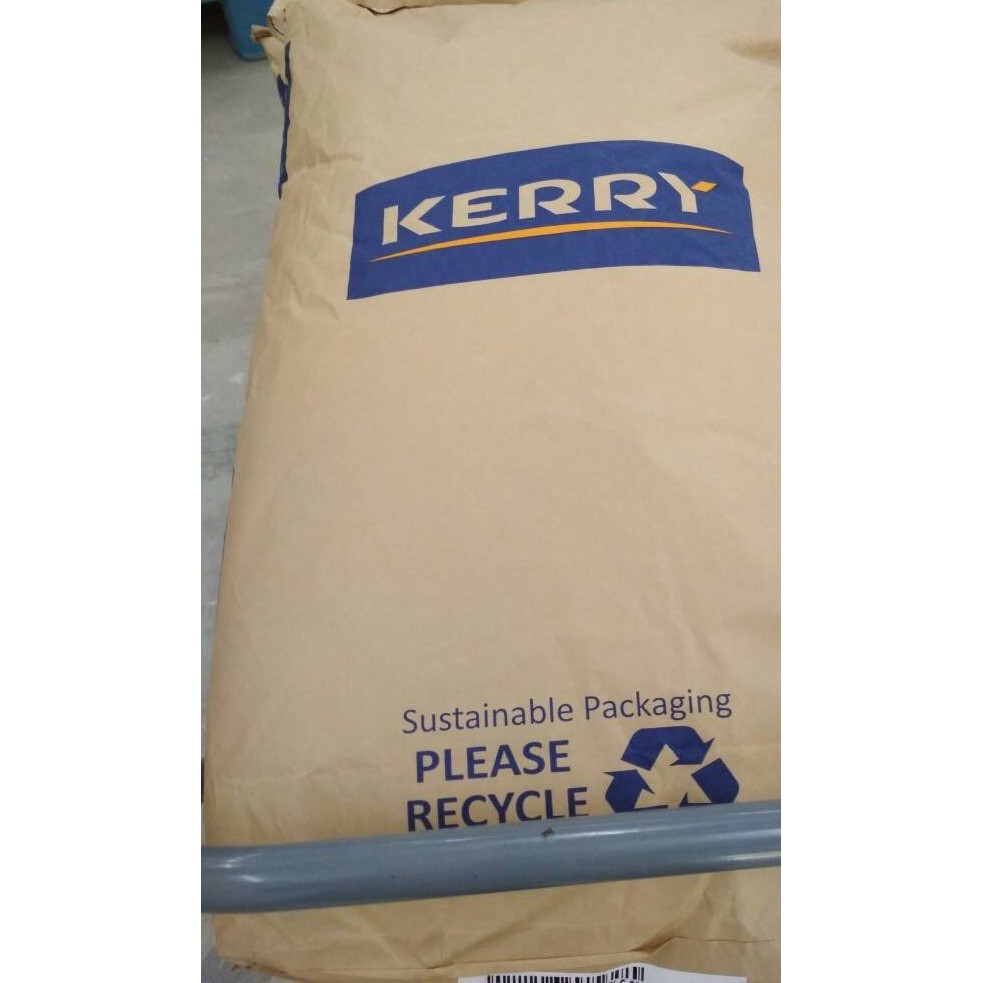 KERRY
Sustainable Packaging
PLEASE
RECYCLE